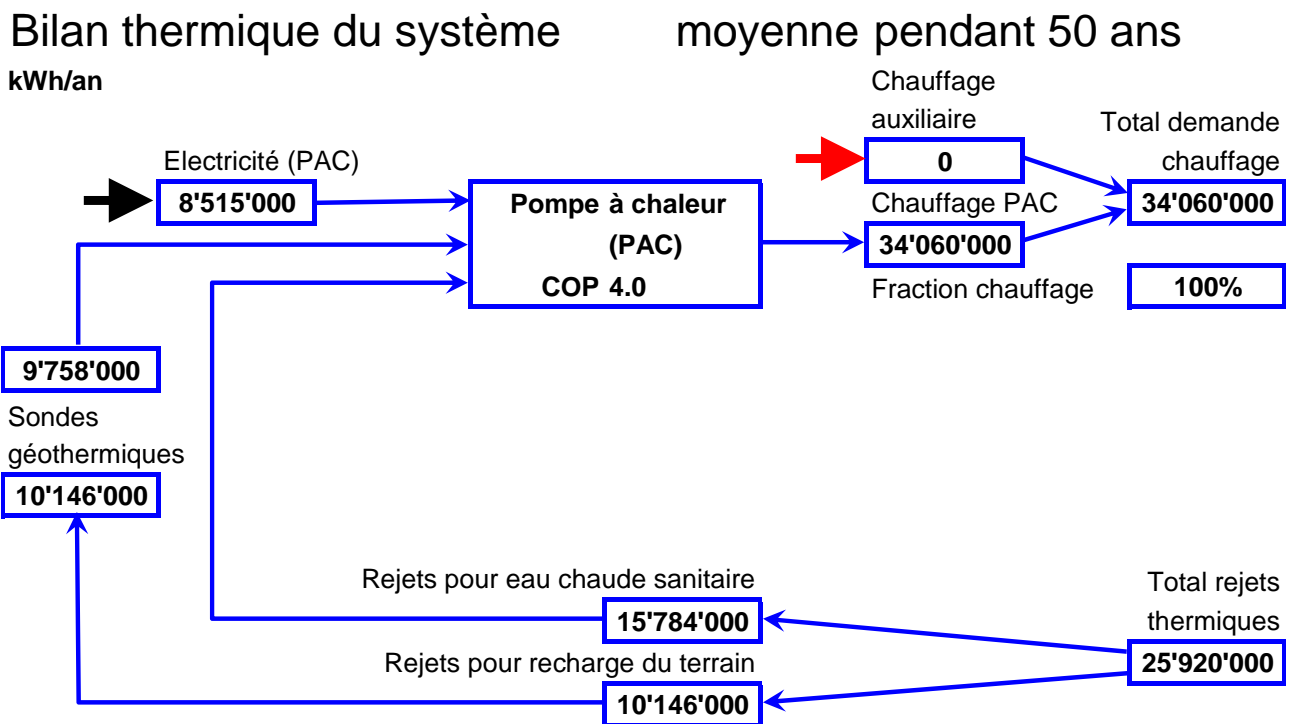 Bilan thermique du système moyenne pendant 50 ans
kWh/an
Chauffage
auxiliaire
0
Total demande
chauffage
34'060'000
Electricité (PAC)
8'515'000
Pompe à chaleur
(PAC)
COP 4.0
Chauffage PAC
34'060'000
Fraction chauffage
100%
9'758'000
Sondes
géothermiques
10'146'000
Rejets pour eau chaude sanitaire
15'784'000
Total rejets
thermiques
25'920'000
Rejets pour recharge du terrain
10'146'000